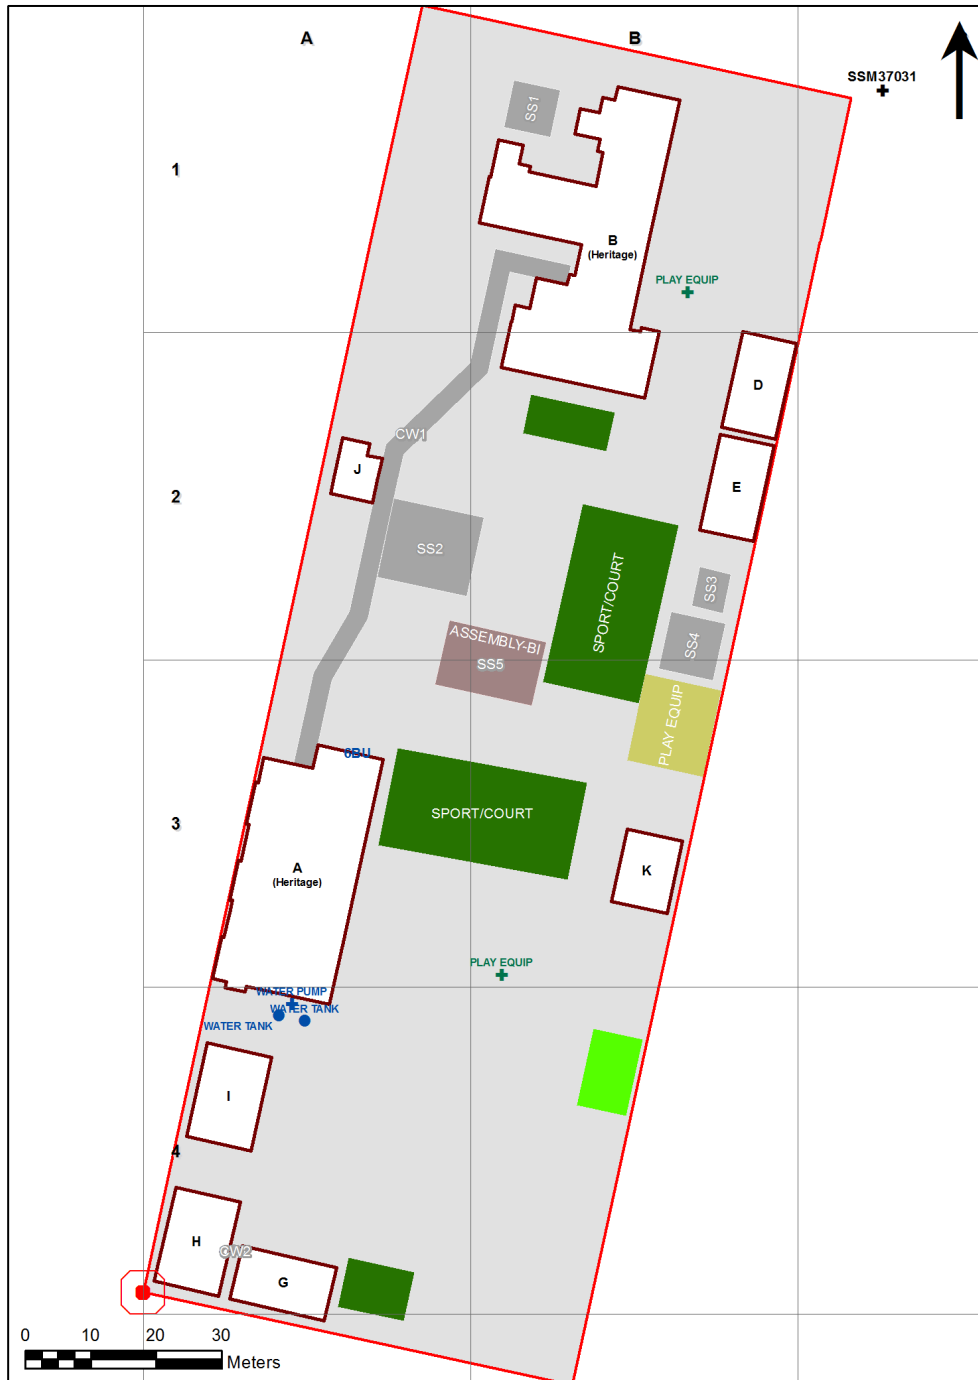 A
B
SSM37031
SS1
1
B
(Heritage)
PLAY EQUIP
D
CW1
J
E
2
SS2
SPORT/COURT
SS3
SS4
ASSEMBLY-BI
SS5
PLAY EQUIP
6BU
SPORT/COURT
3
A
(Heritage)
K
PLAY EQUIP
WATER PUMP
WATER TANK
WATER TANK
I
4
H
CW2
G
0 10 20 30
Meters